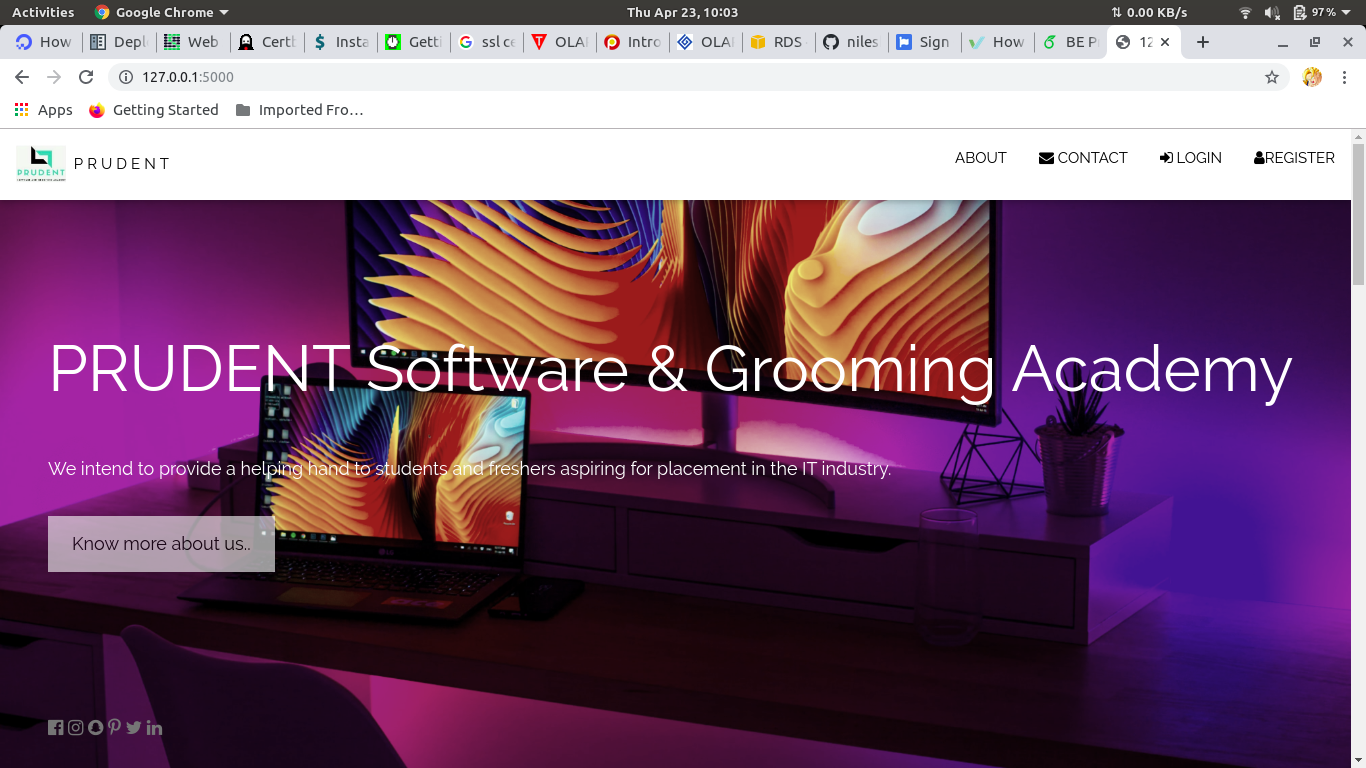 Activities Google Chrome Thu Apr 23, 10:03 0.00 KB/s 97%
How Depl Web Certb Insta Getti ssl ce OLA Intro OLA RDS niles Sign How BE P 12
127.0.0.1:5000
Apps Getting Started Imported Fro…
PRUDENT
PRUDENT ABOUT CONTACT LOGIN REGISTER
PRUDENT Software & Grooming Academy
We intend to provide a helping hand to students and freshers aspiring for placement in the IT industry.
Know more about us..